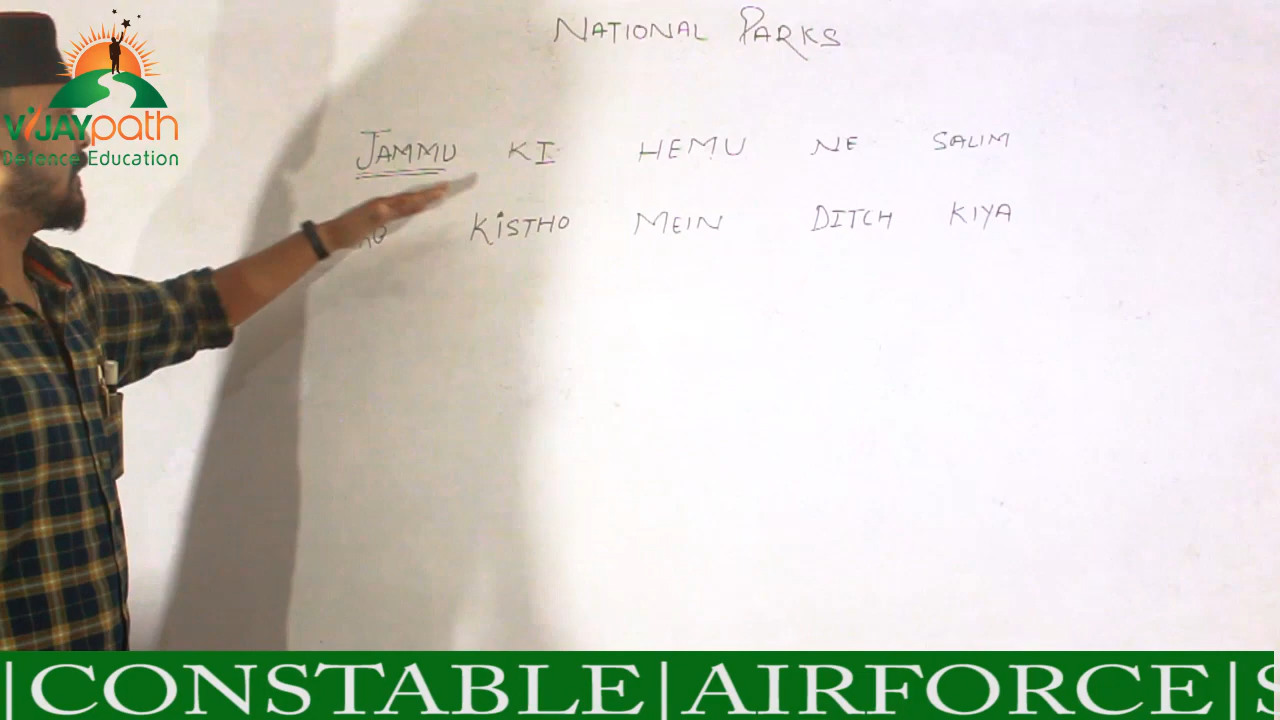 NATIONAL PARKS
VIJAYpath
Defence Education
JAMMU KI HEMU NE SALIM
KISTHO MEIN DITCH KIYA
|CONSTABLE|AIRFORCE|S